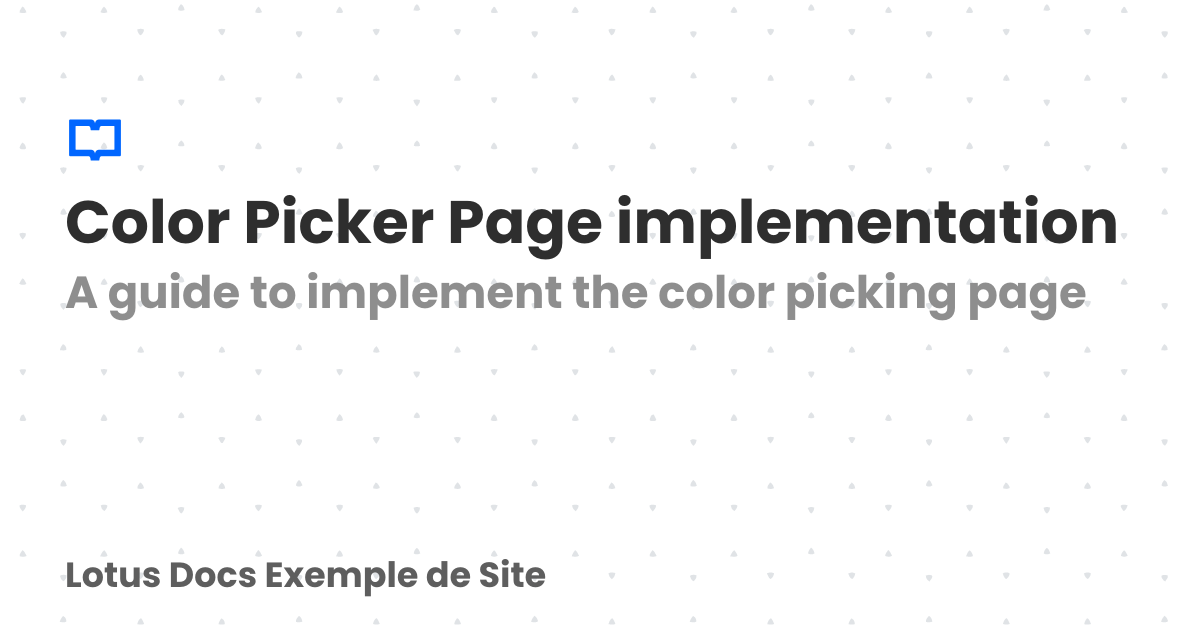 Color Picker Page implementation
A guide to implement the color picking page
Lotus Docs Exemple de Site